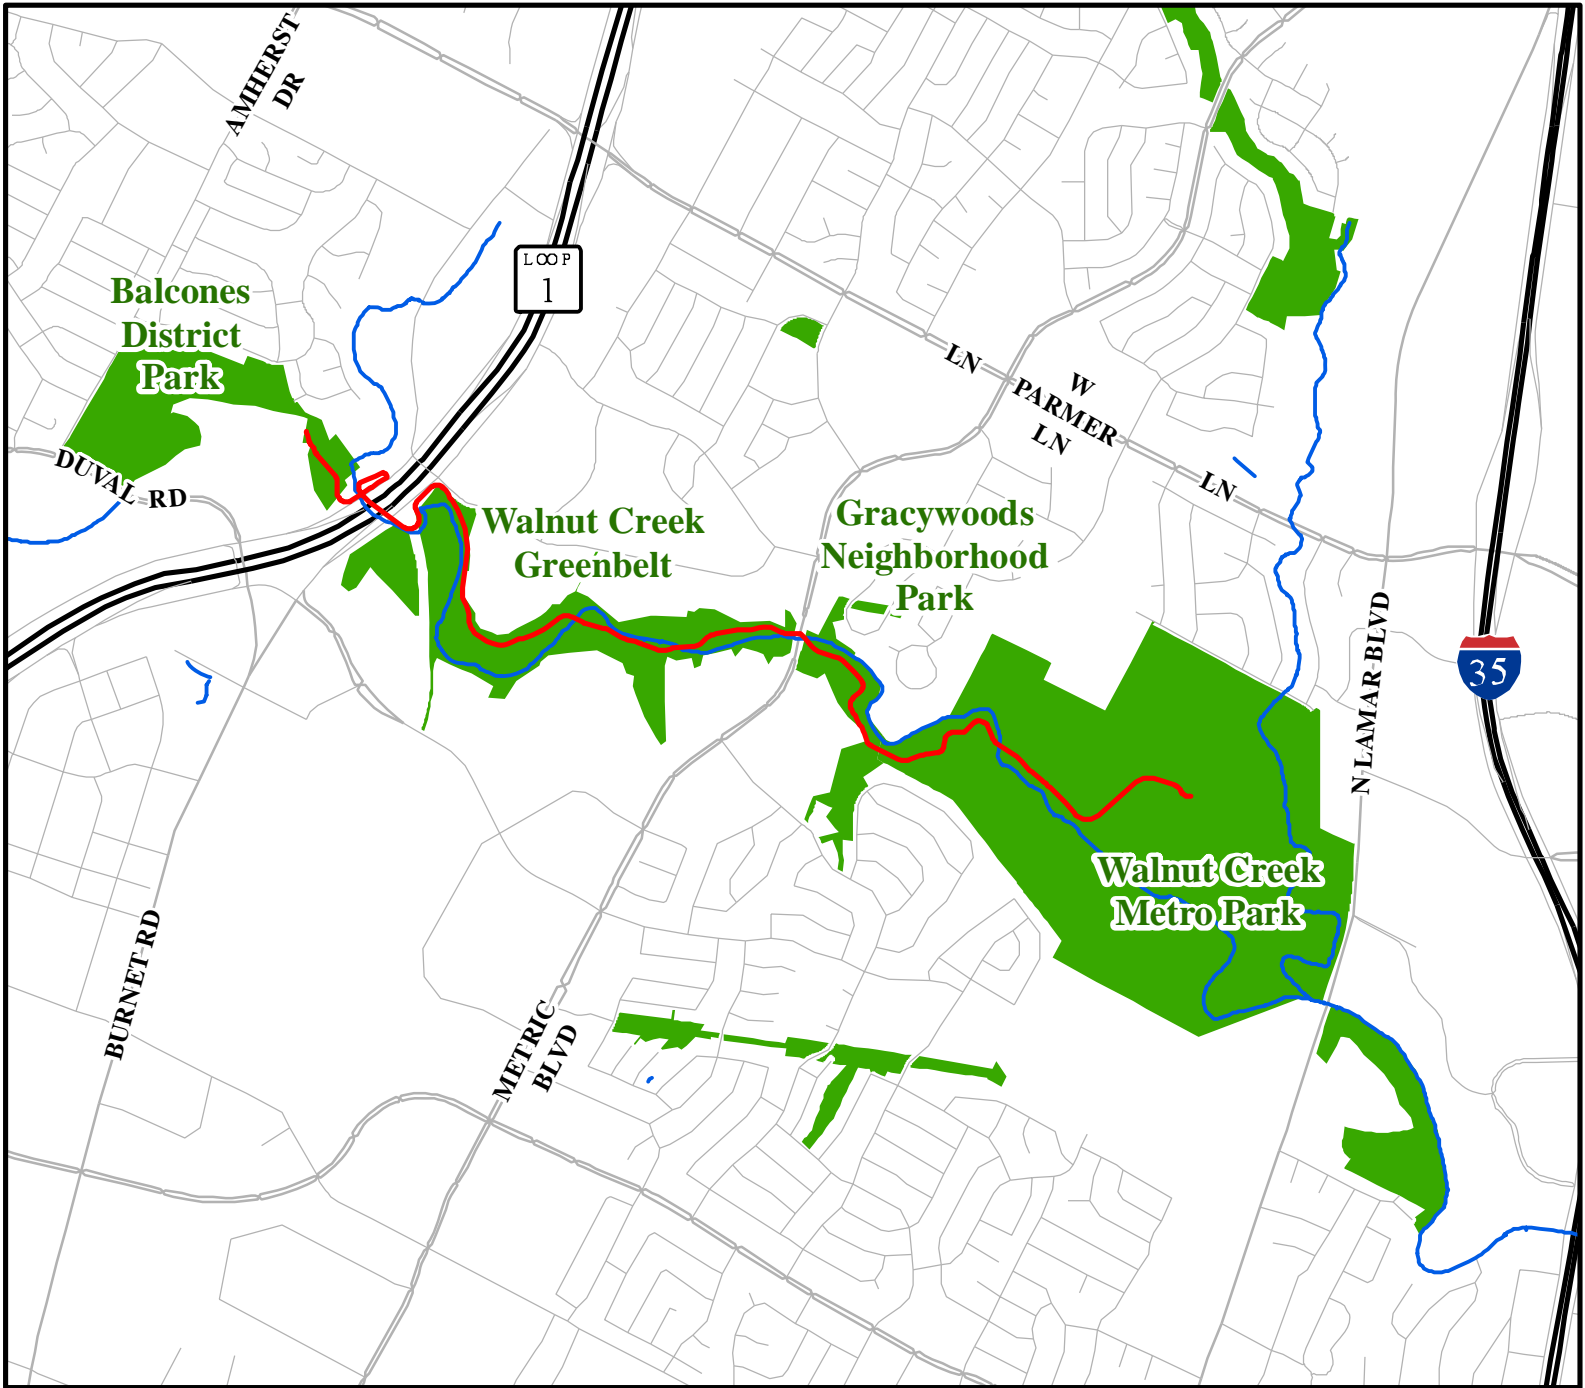 AMHERST
DR
LOOP
1
Balcones
District
Park
LN
W
PARMER
LN
DUVAL RD
LN
Walnut Creek
Greenbelt
Gracywoods
Neighborhood
Park
N LAMAR BLVD
35
Walnut Creek
Metro Park
BURNET RD
METRIC
BLVD